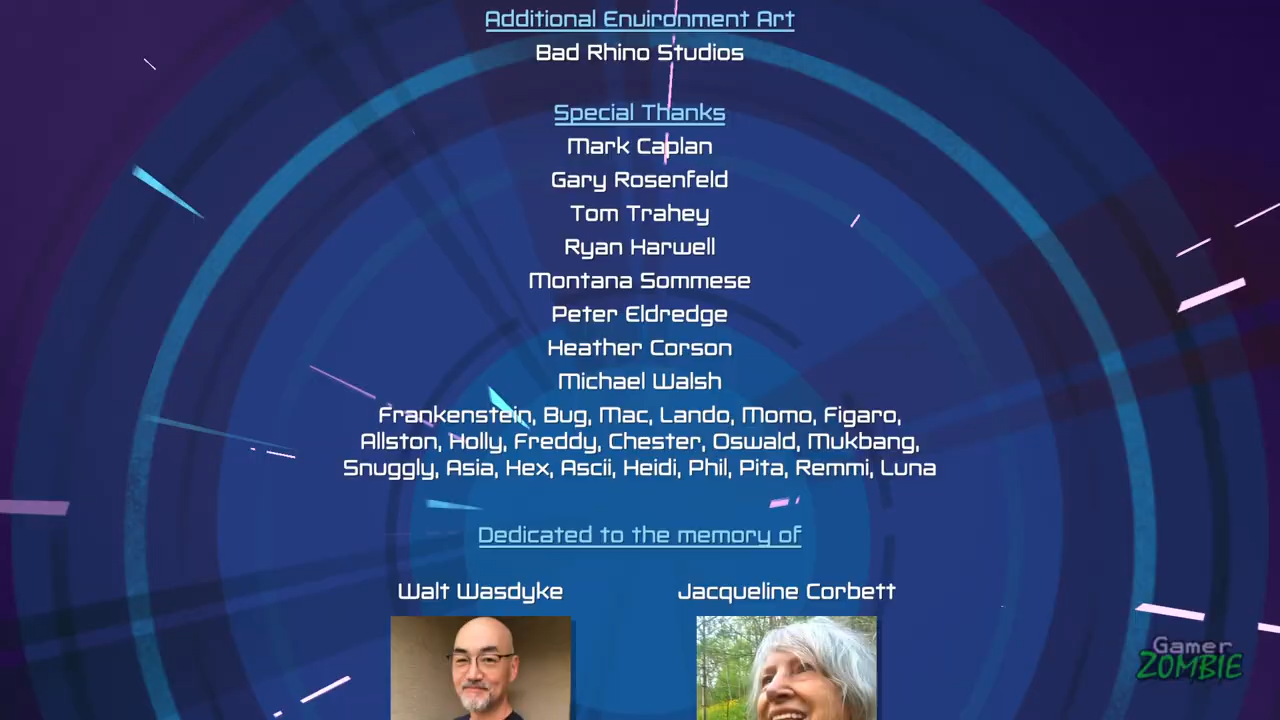 Additional Environment Art
Bad Rhino Studios
Special Thanks
Mark Caplan
Gary Rosenfeld
Tom Trahey
Ryan Harwell
Montana Sommese
Peter Eldredge
Heather Corson
Michael Walsh
Frankenstein, Bug, Mac, Lando, Momo, Figaro,
Allston, Holly, Freddy, Chester, Oswald, Mukbang,
Snuggly, Asia, Hex, Ascii, Heidi, Phil, Pita, Remmi, Luna
Dedicated to the memory of
Walt Wasdyke
Jacqueline Corbett
Gamer
ZOMBIE